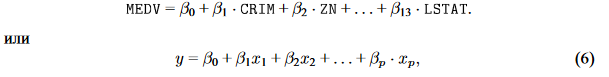 MEDV = β₀ + β₁ · CRIM + β₂ · ZN + ... + β₁₃ · LSTAT.
или
y = β₀ + β₁x₁ + β₂x₂ + ... + βₚ · xₚ, (6)